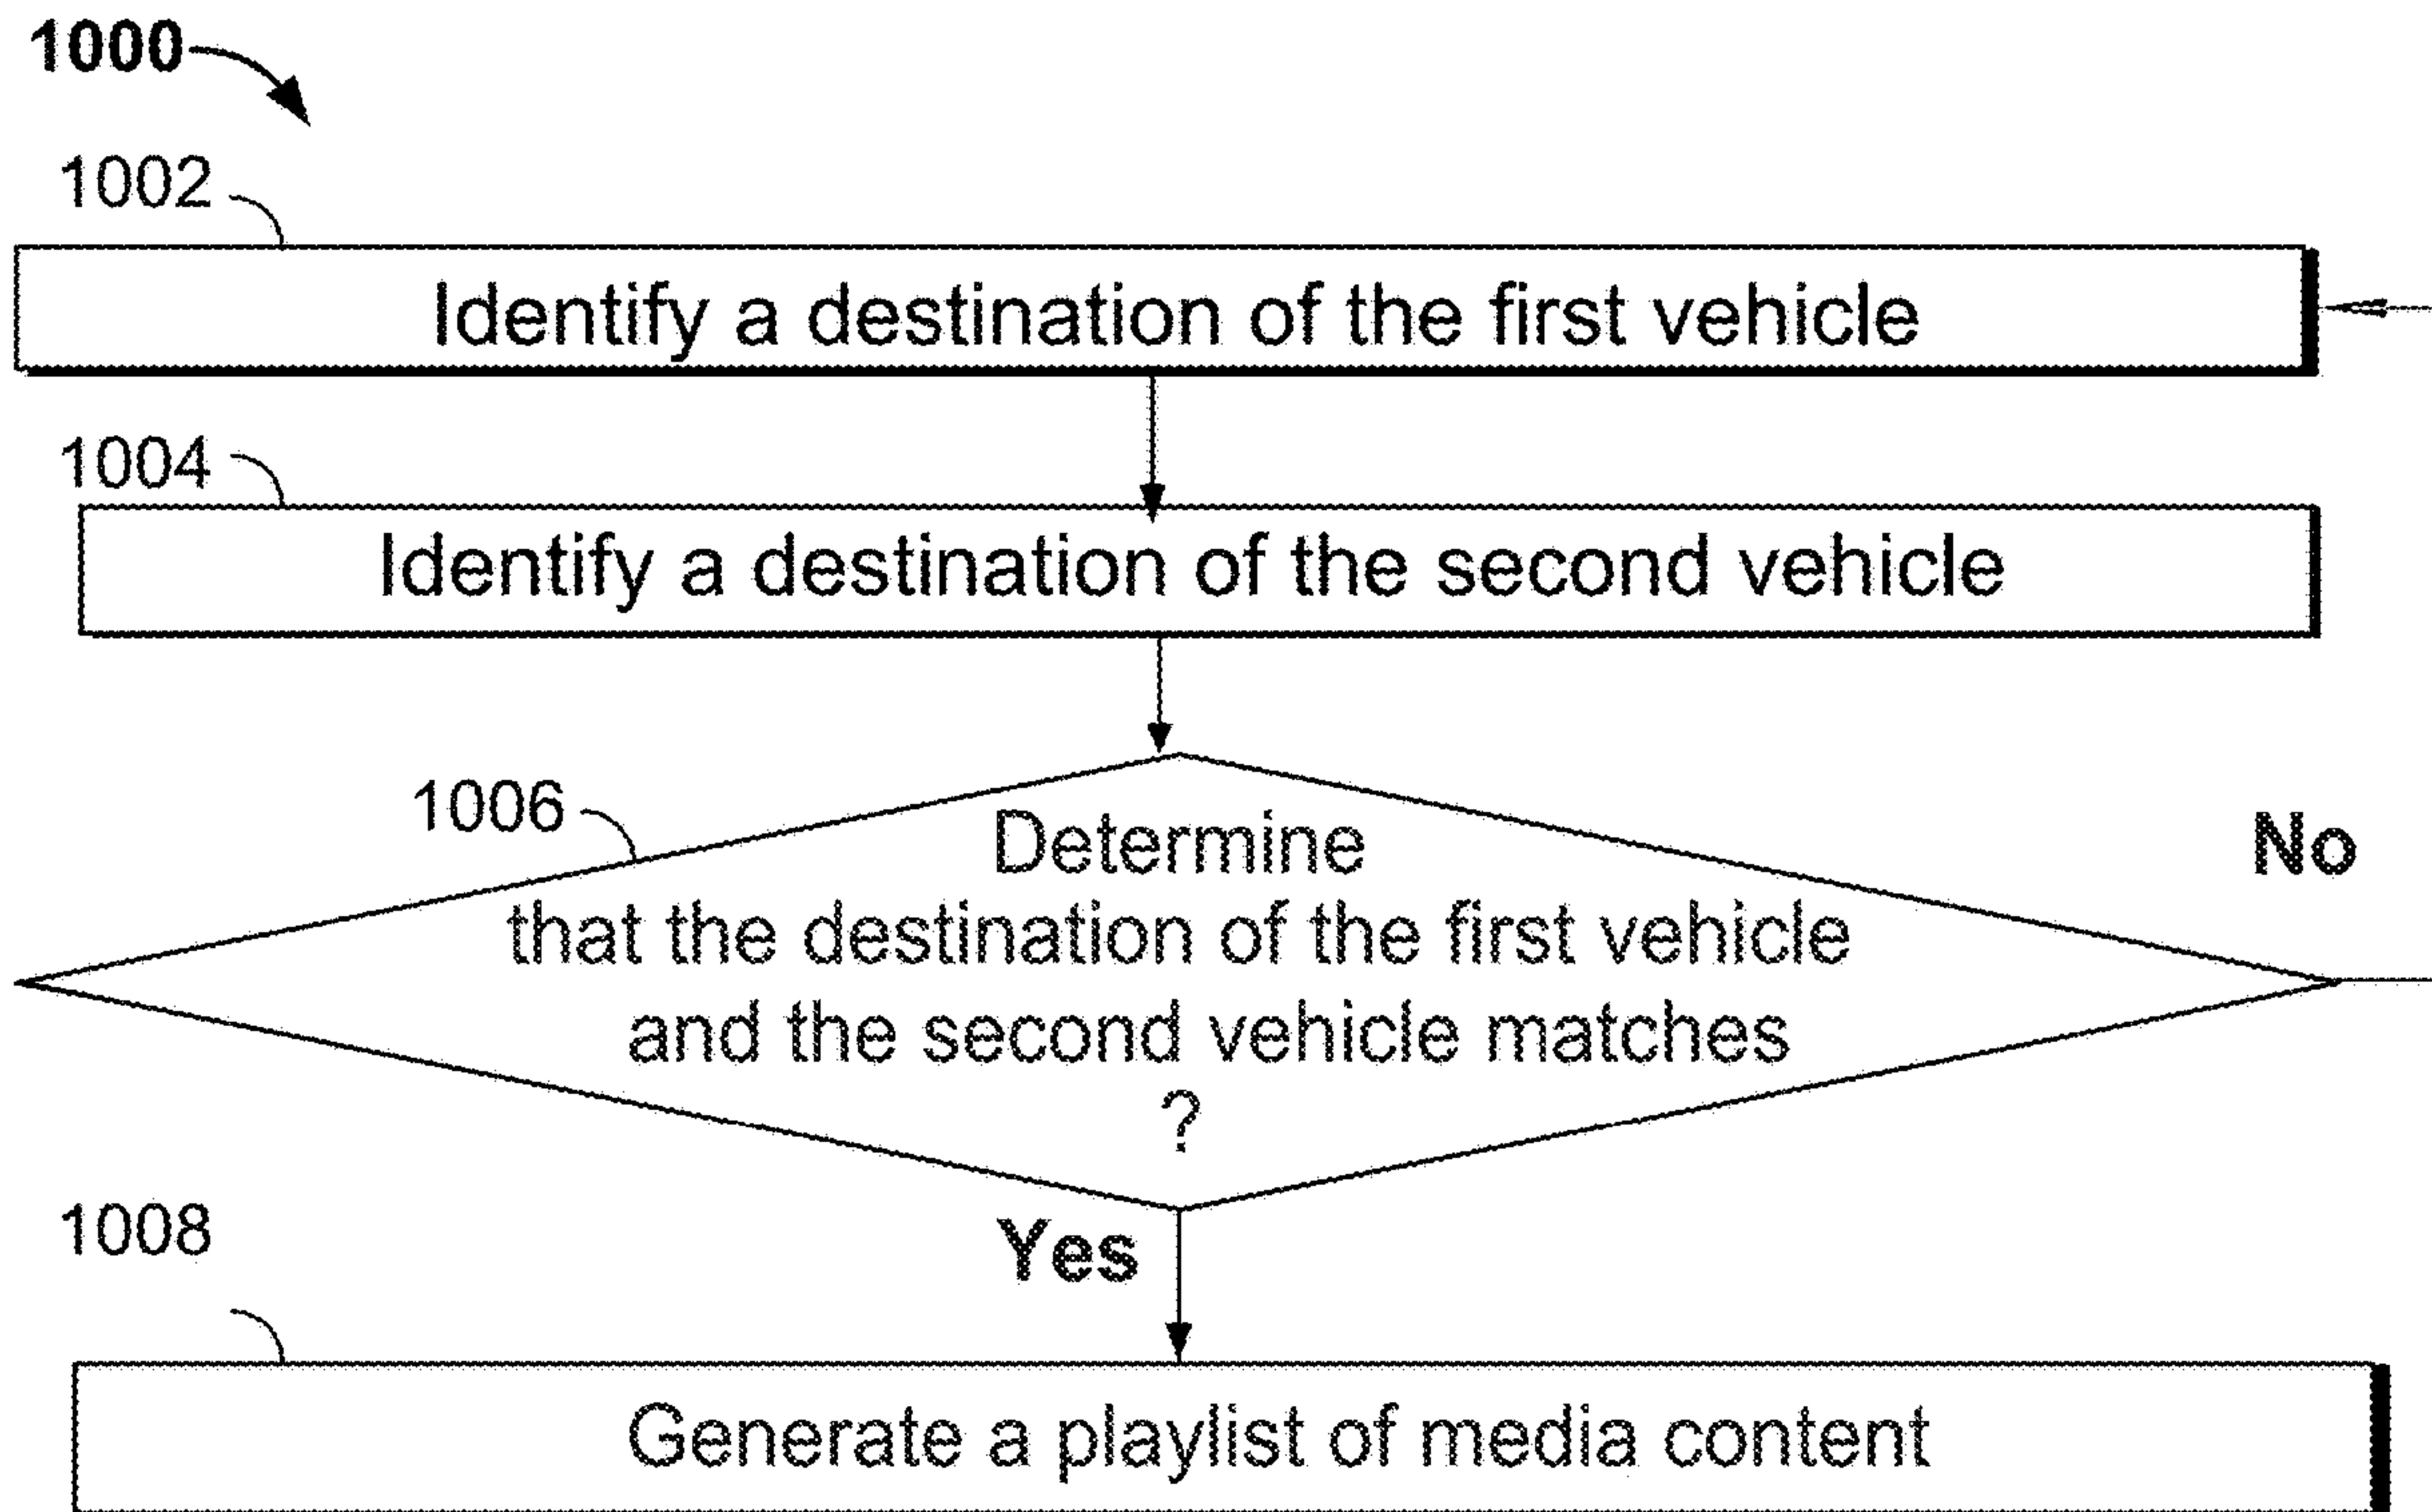 1000
1002
Identify a destination of the first vehicle
1004
Identify a destination of the second vehicle
1006
Determine
that the destination of the first vehicle
and the second vehicle matches
?
No
Yes
1008
Generate a playlist of media content